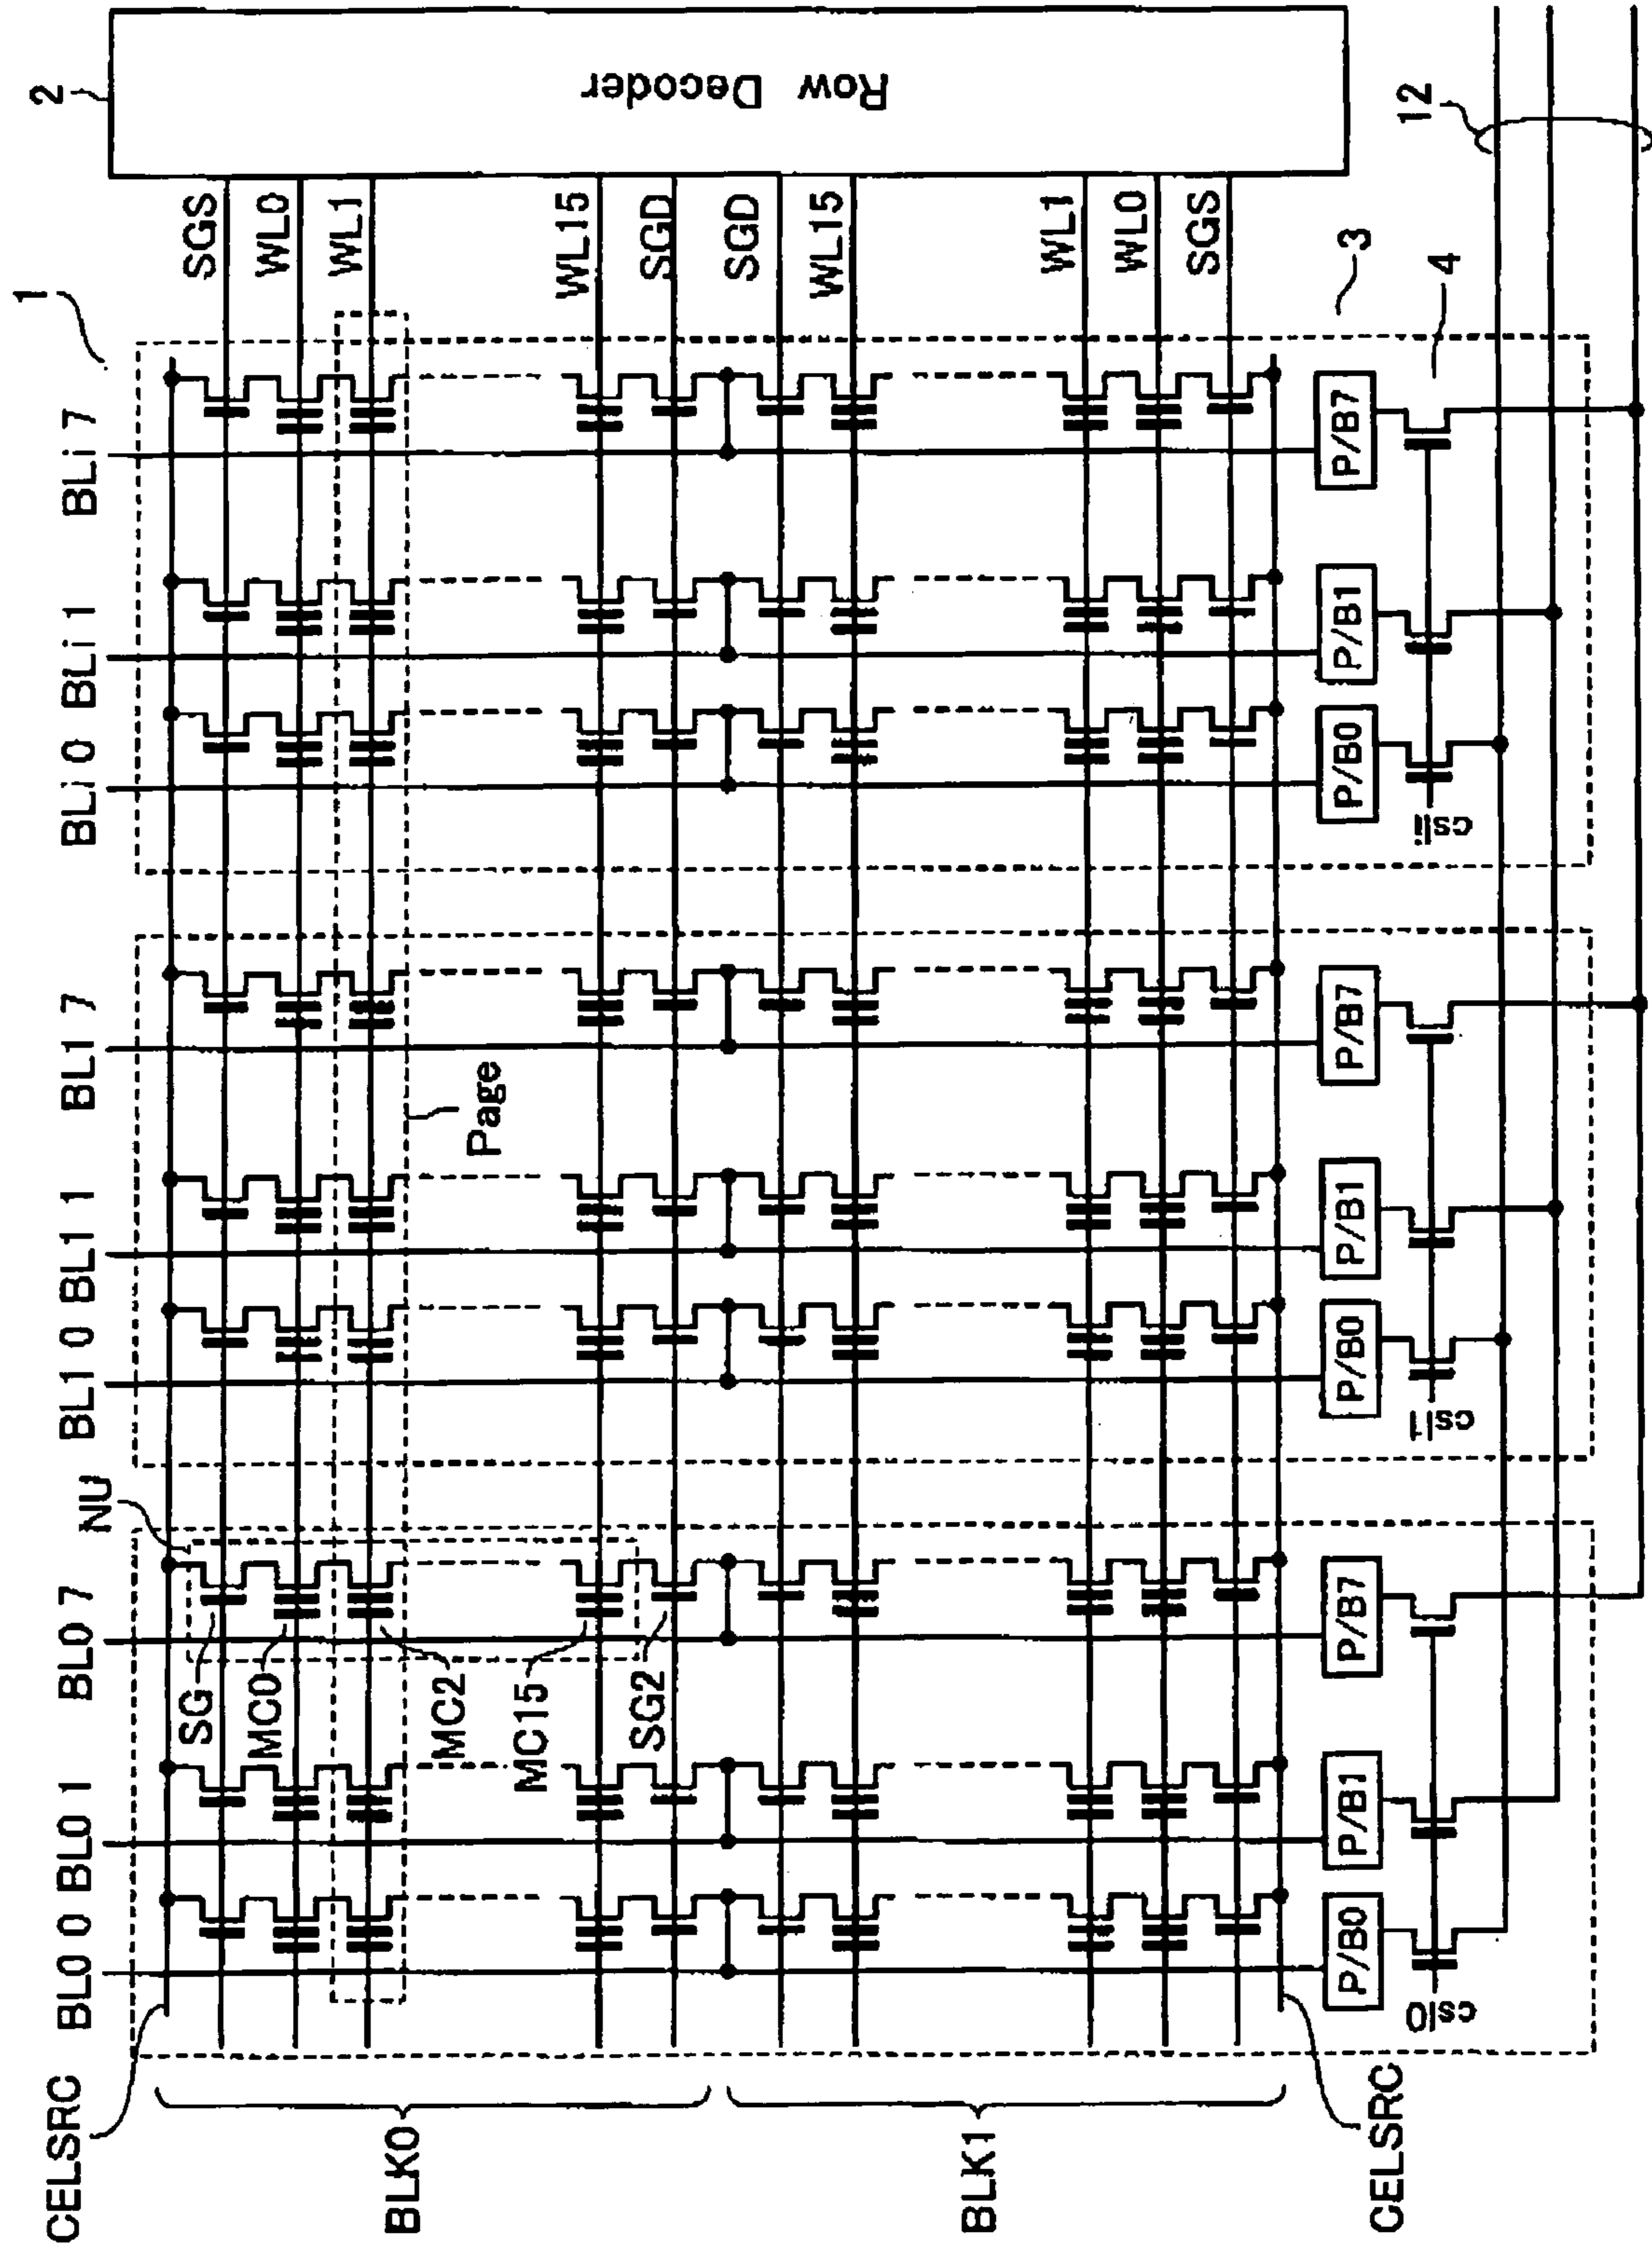 1
2
Row Decoder
BL0 0
BL0 1
BL0 7
BL1 0
BL1 1
BL1 7
BLi 0
BLi 1
BLi 7
NU
CELSRC
SGS
WL0
WL1
WL15
SGD
SGD
WL15
WL1
WL0
SGS
SG
MC0
MC2
MC15
SG2
Page
BLK0
BLK1
CELSRC
P/B0
P/B1
P/B7
P/B0
P/B1
P/B7
P/B0
P/B1
P/B7
3
4
12
csl0
csl1
csli